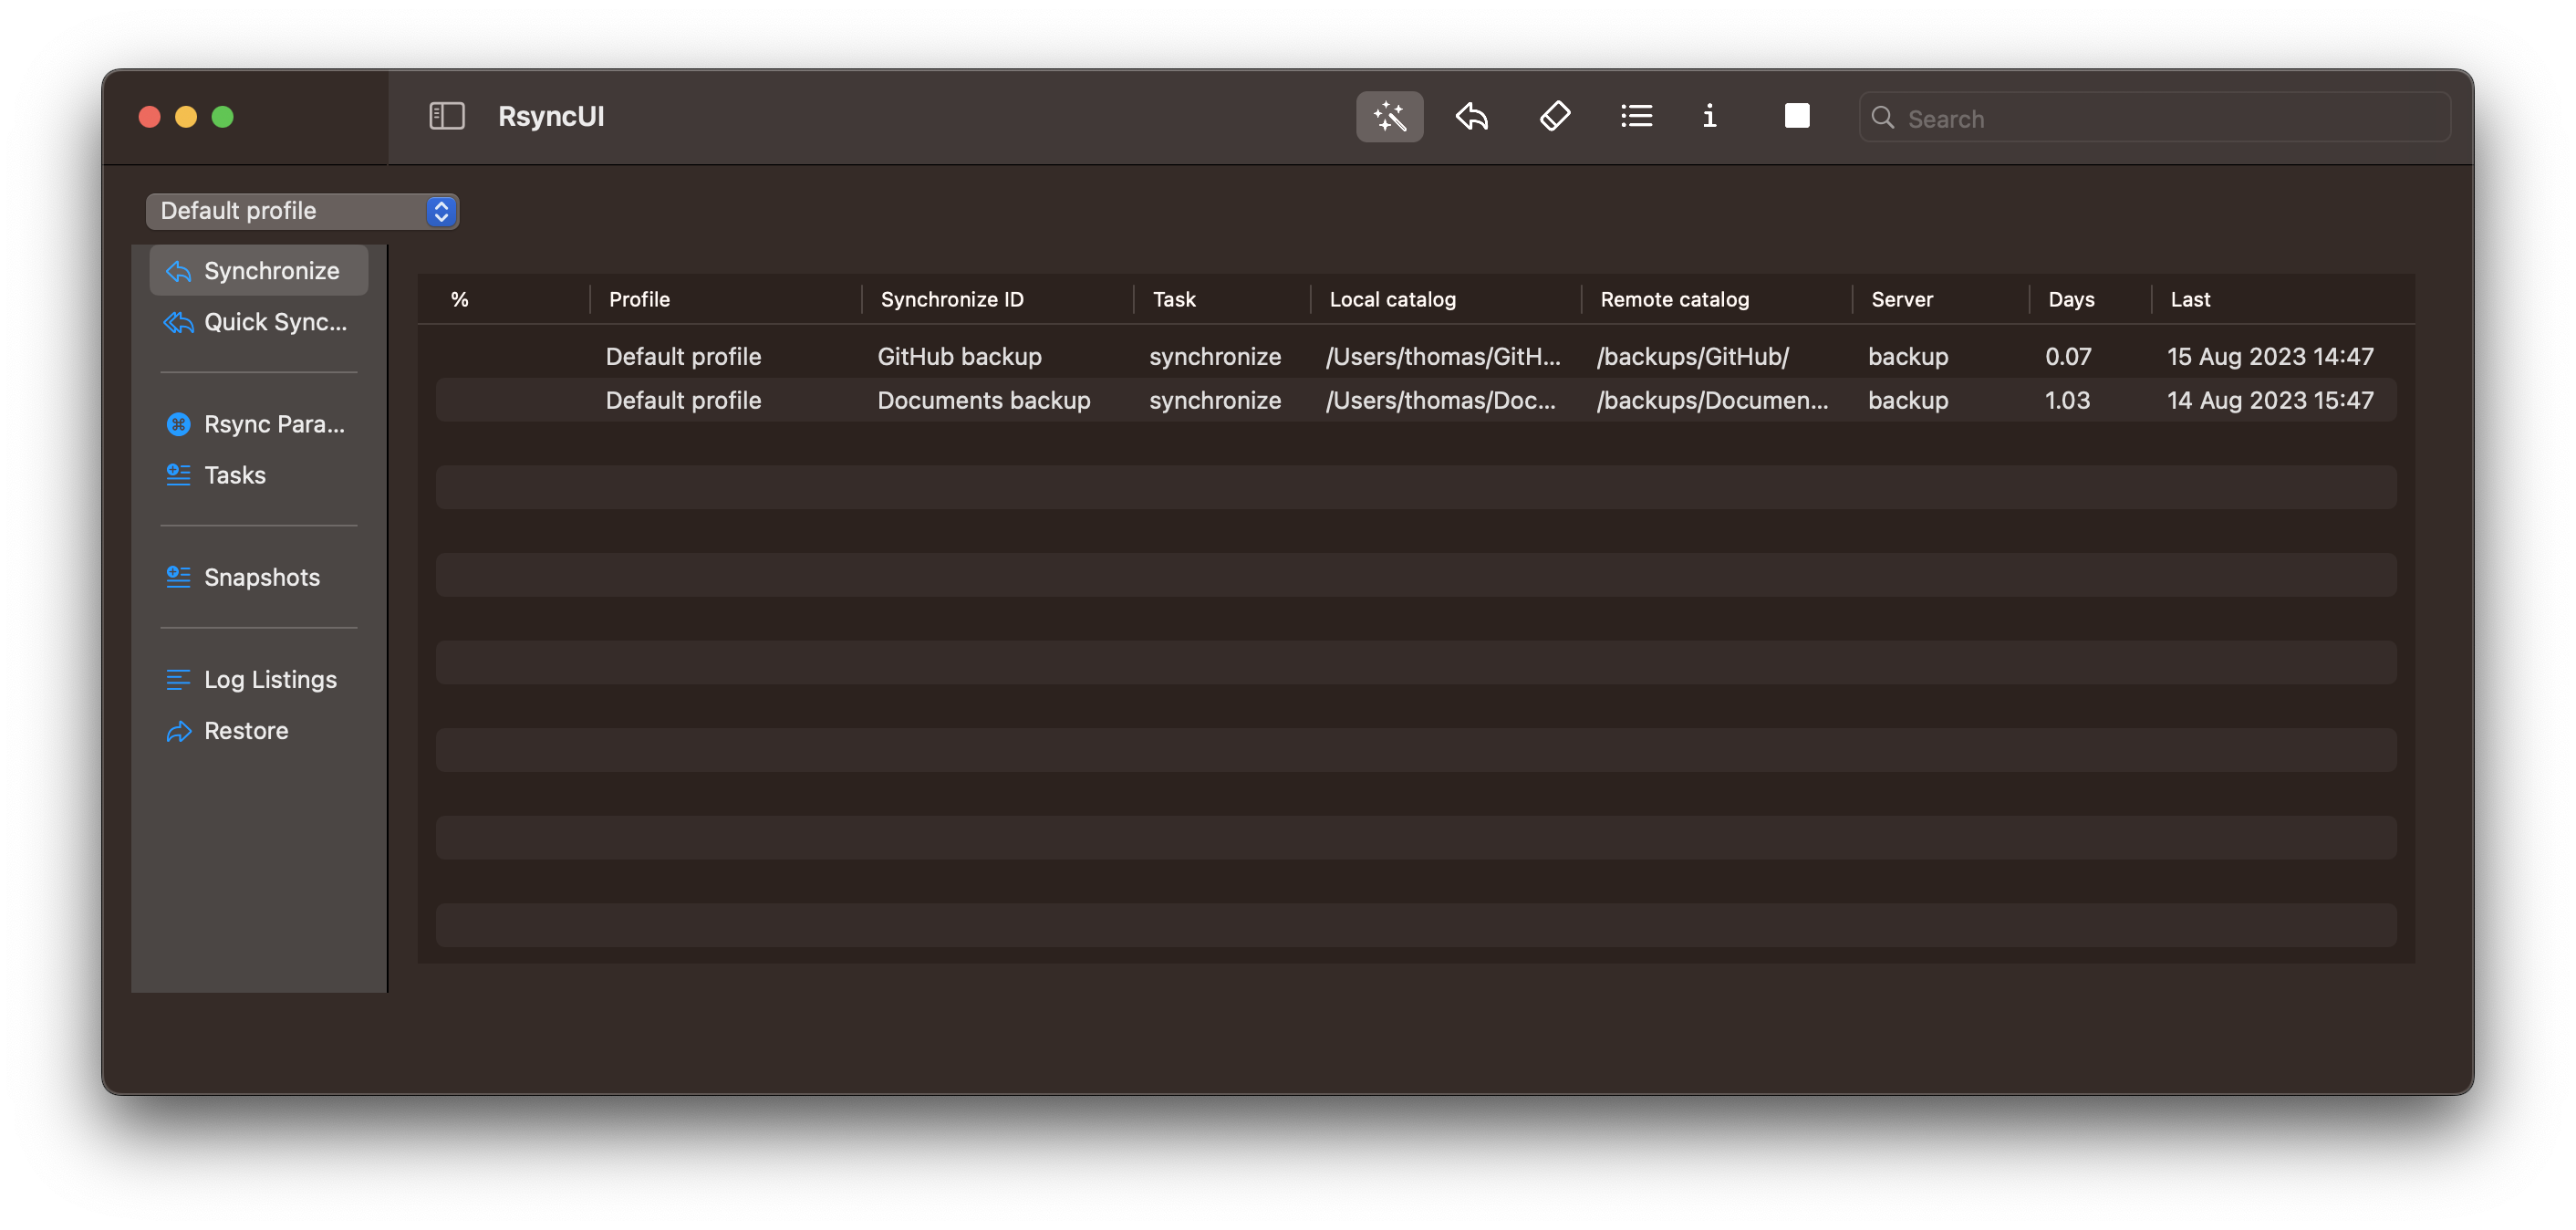 RsyncUI
Search
Default profile
Synchronize
Quick Sync...
Rsync Para...
Tasks
Snapshots
Log Listings
Restore
% Profile Synchronize ID Task Local catalog Remote catalog Server Days Last
Default profile GitHub backup synchronize /Users/thomas/GitH... /backups/GitHub/ backup 0.07 15 Aug 2023 14:47
Default profile Documents backup synchronize /Users/thomas/Doc... /backups/Documen... backup 1.03 14 Aug 2023 15:47